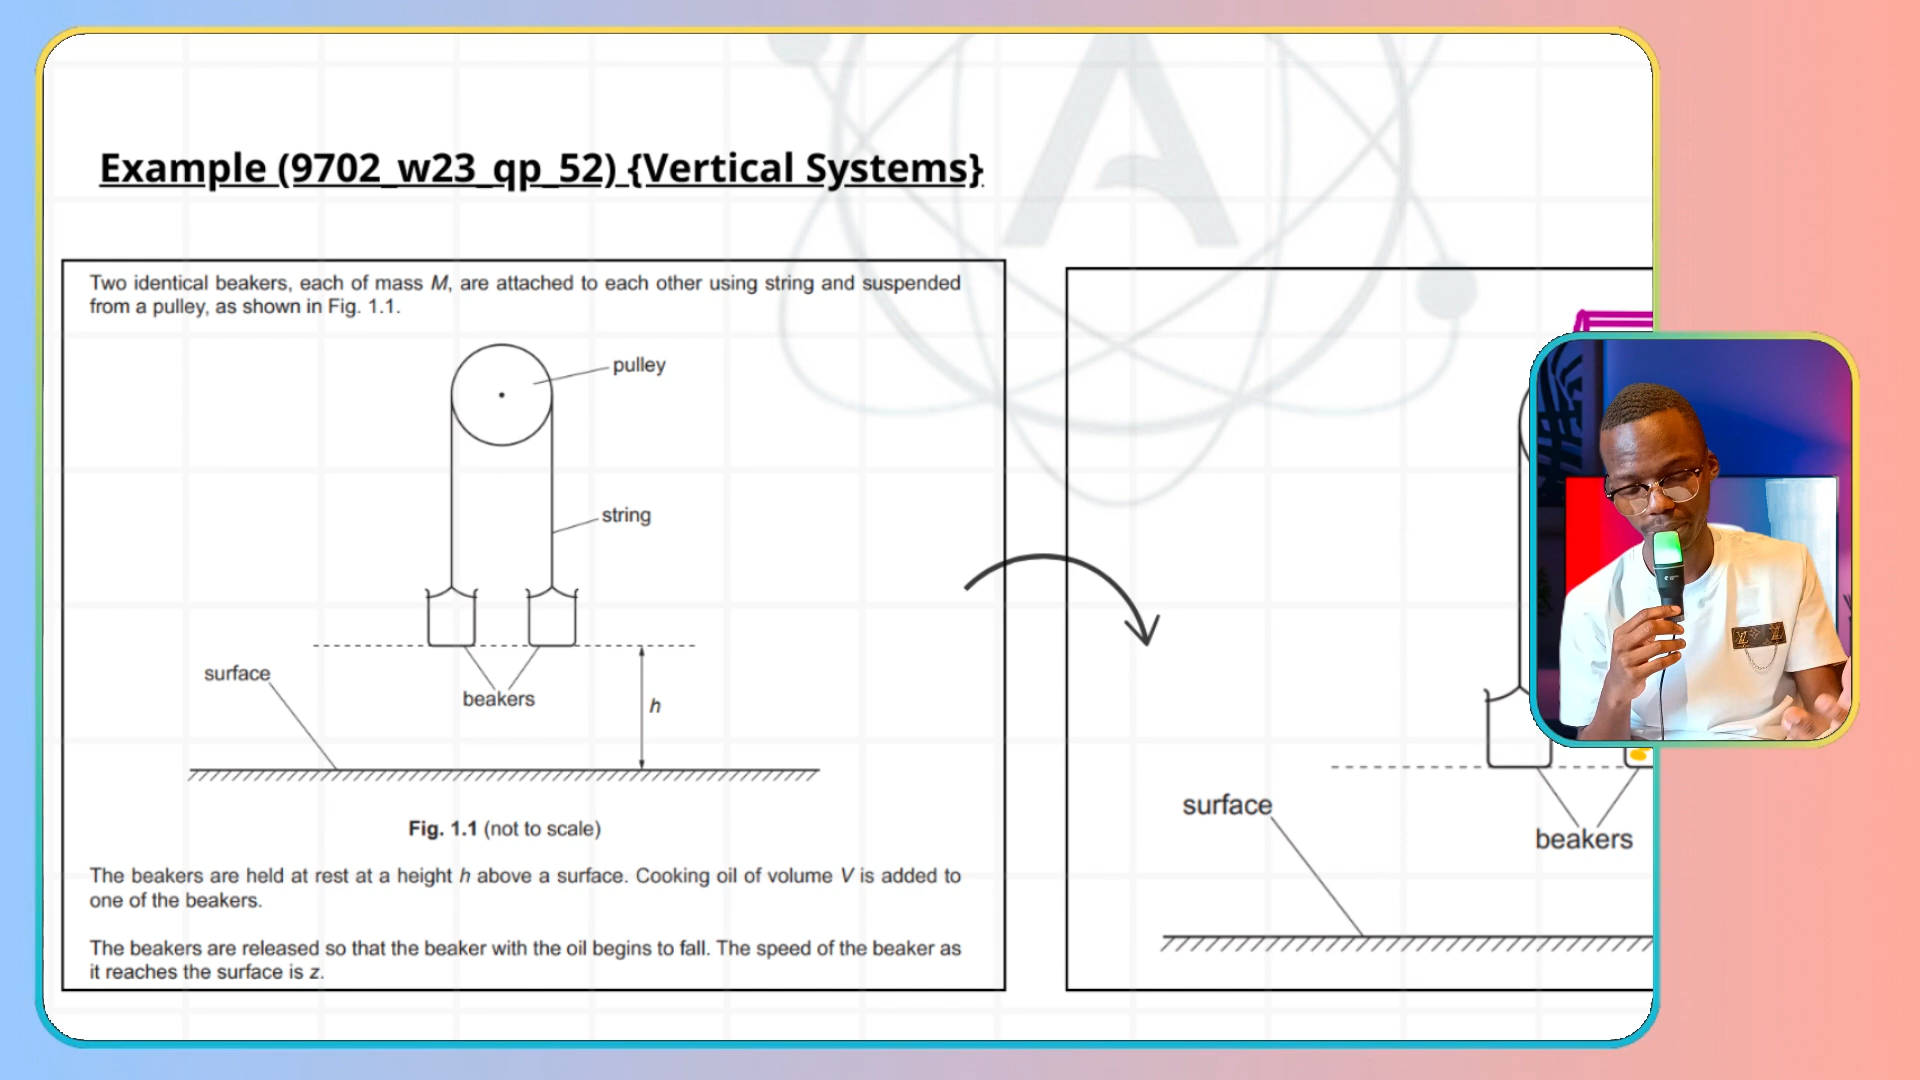 Example (9702_w23_qp_52) {Vertical Systems}
Two identical beakers, each of mass M, are attached to each other using string and suspended
from a pulley, as shown in Fig. 1.1.
pulley
string
surface
beakers
h
Fig. 1.1 (not to scale)
The beakers are held at rest at a height h above a surface. Cooking oil of volume V is added to
one of the beakers.
The beakers are released so that the beaker with the oil begins to fall. The speed of the beaker as
it reaches the surface is z.
surface
beakers